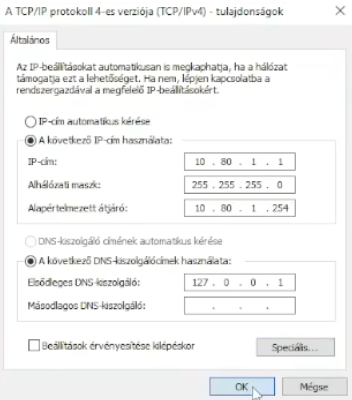 A TCP/IP protokoll 4-es verziója (TCP/IPv4) - tulajdonságok
Általános
Az IP-beállításokat automatikusan is megkaphatja, ha a hálózat
támogatja ezt a lehetőséget. Ha nem, lépjen kapcsolatba a
rendszergazdával a megfelelő IP-beállításokért.
IP-cím automatikus kérése
A következő IP-cím használata:
IP-cím: 10 . 80 . 1 . 1
Alhálózati maszk: 255 . 255 . 255 . 0
Alapértelmezett átjáró: 10 . 80 . 1 . 254
DNS-kiszolgáló címének automatikus kérése
A következő DNS-kiszolgálócímek használata:
Elsődleges DNS-kiszolgáló: 127 . 0 . 0 . 1
Másodlagos DNS-kiszolgáló: . . .
Beállítások érvényesítése kilépéskor
Speciális...
OK Mégse